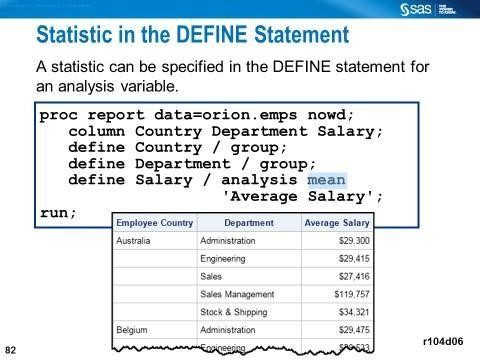 sas THE POWER TO KNOW.
Statistic in the DEFINE Statement
A statistic can be specified in the DEFINE statement for
an analysis variable.
proc report data=orion.emps nowd;
column Country Department Salary;
define Country / group;
define Department / group;
define Salary / analysis mean
'Average Salary';
run;
Employee Country Department Average Salary
Australia Administration $29,300
Engineering $29,415
Sales $27,416
Sales Management $119,757
Stock & Shipping $34,321
Belgium Administration $29,475
Engineering
82
r104d06